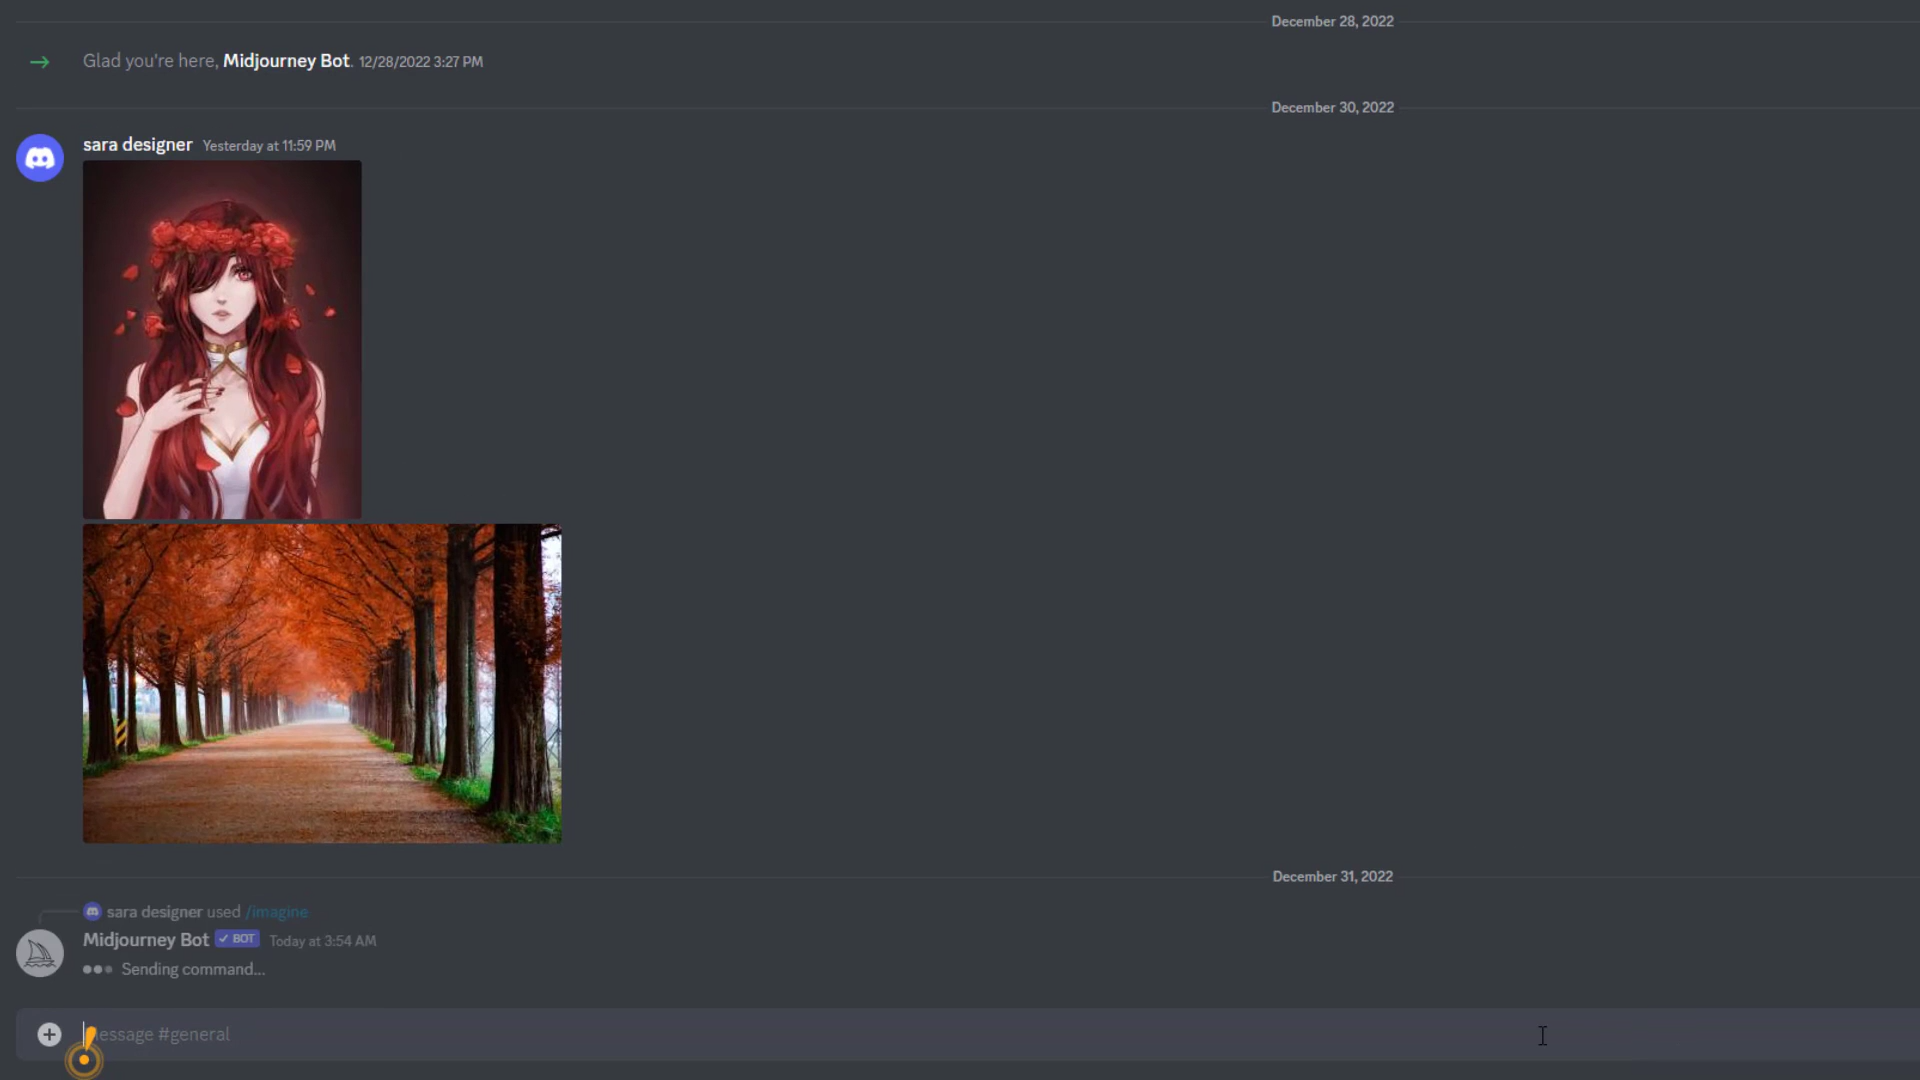 December 28, 2022
Glad you're here, Midjourney Bot. 12/28/2022 3:27 PM
December 30, 2022
sara designer Yesterday at 11:59 PM
December 31, 2022
sara designer used /imagine
Midjourney Bot BOT Today at 3:54 AM
Sending command...
Message #general